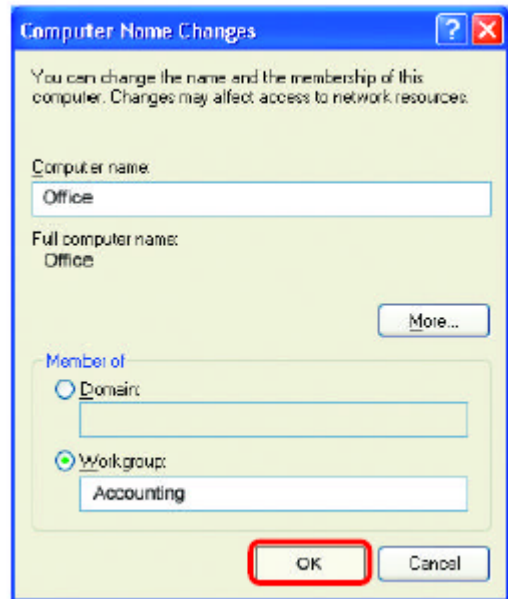 Computer Name Changes
You can change the name and the membership of this
computer. Changes may affect access to network resources.
Computer name:
Office
Full computer name:
Office
More...
Member of
Domain:
Workgroup:
Accounting
OK
Cancel